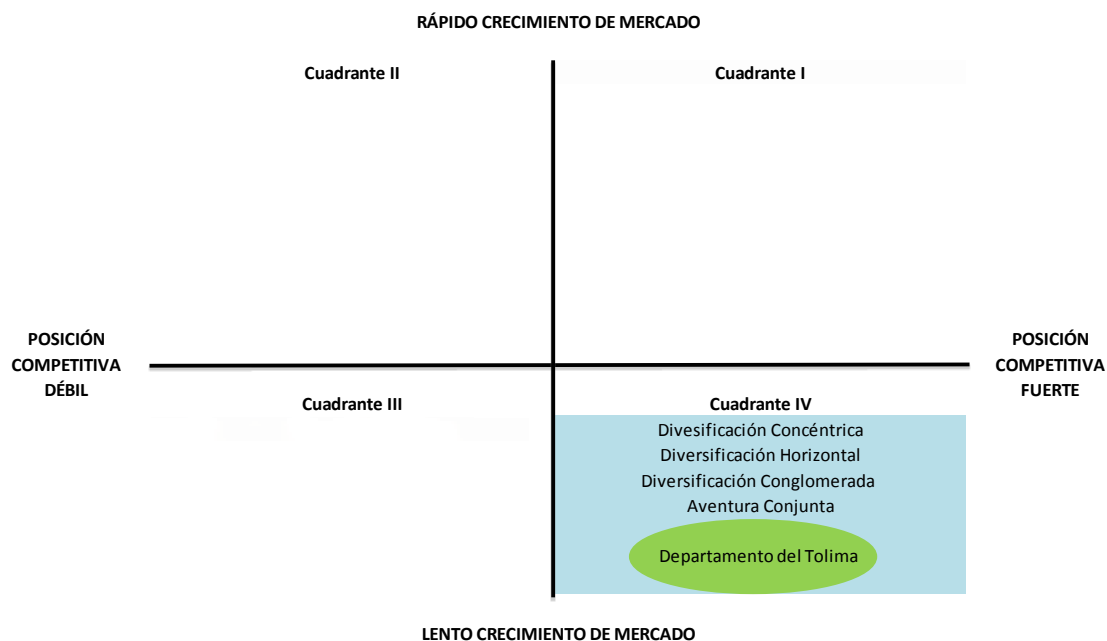 RÁPIDO CRECIMIENTO DE MERCADO
Cuadrante II
Cuadrante I
POSICIÓN
COMPETITIVA
DÉBIL
POSICIÓN
COMPETITIVA
FUERTE
Cuadrante III
Cuadrante IV
Divesificación Concéntrica
Diversificación Horizontal
Diversificación Conglomerada
Aventura Conjunta
Departamento del Tolima
LENTO CRECIMIENTO DE MERCADO